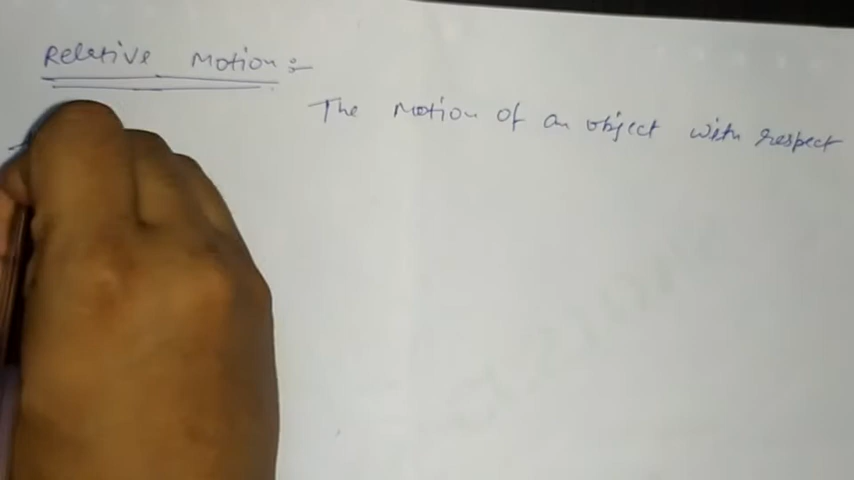 Relative Motion:-
The Motion of an object with respect